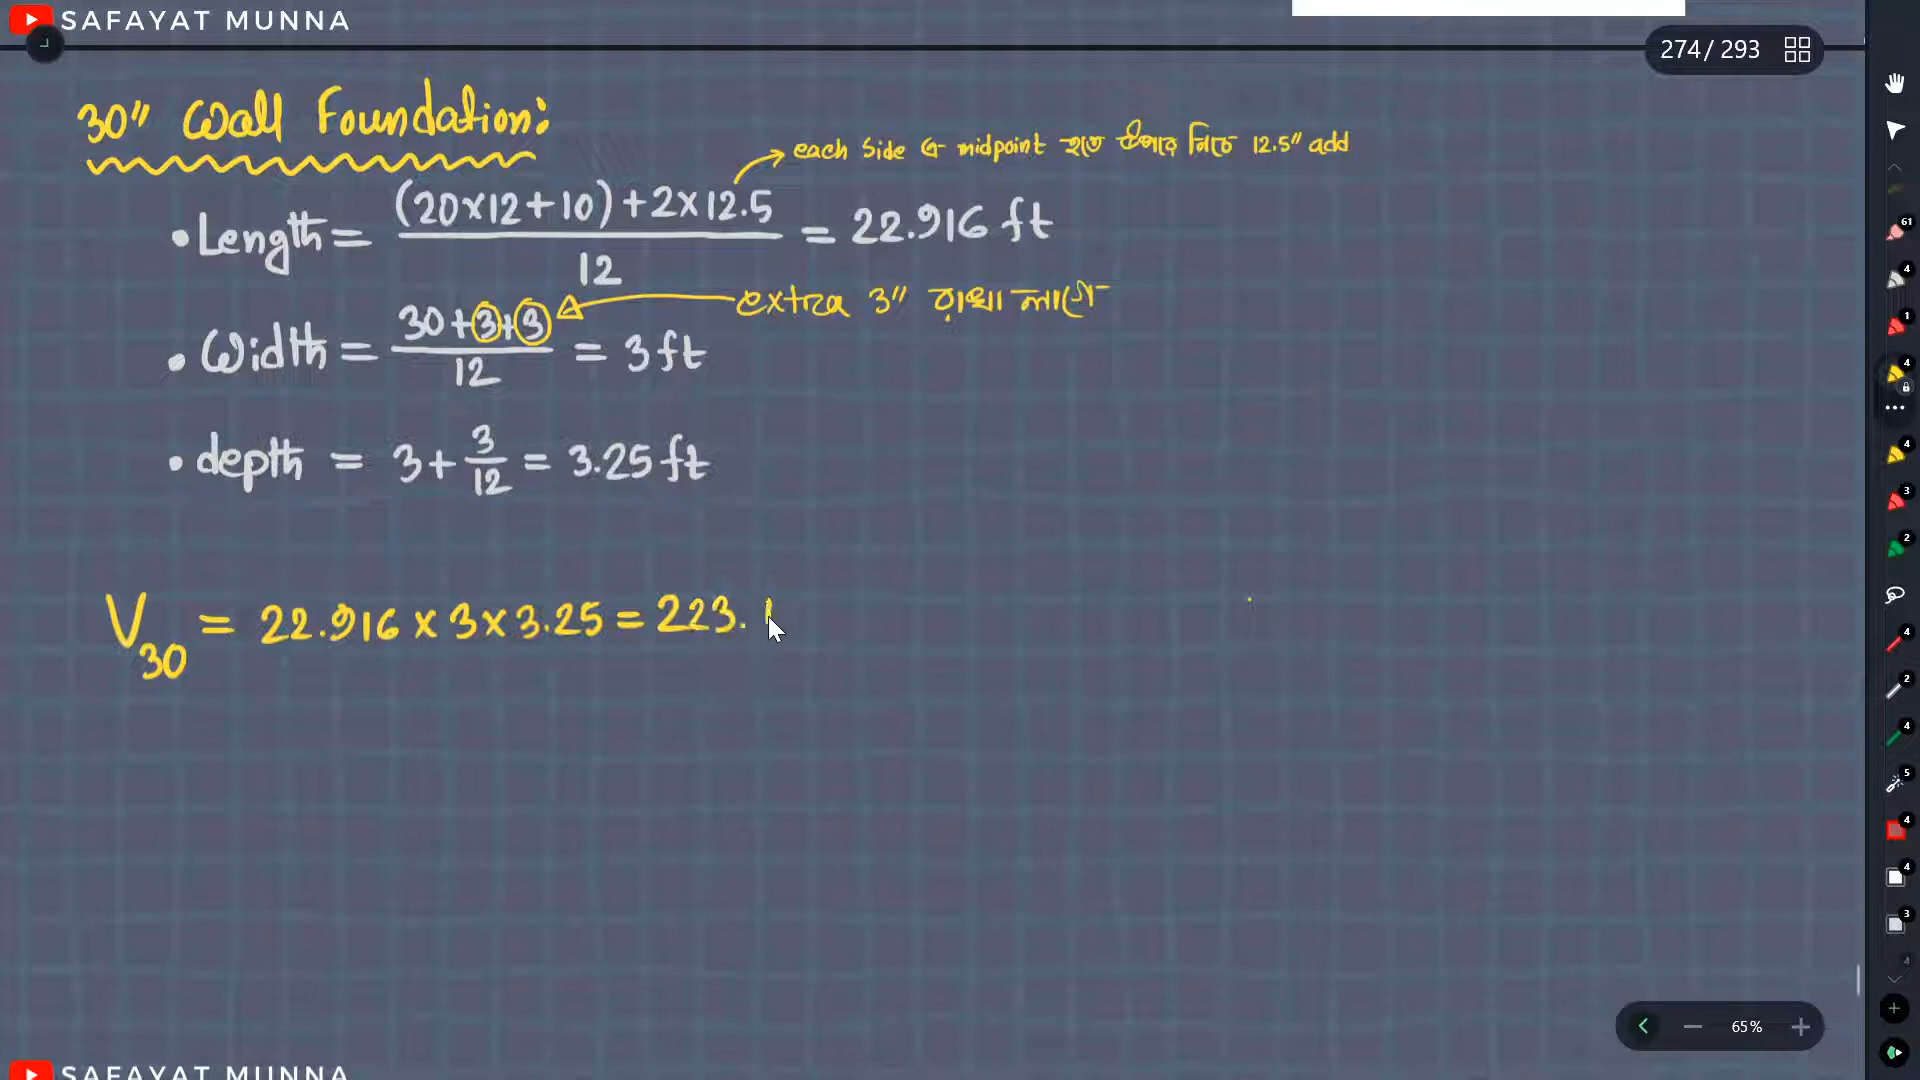 SAFAYAT MUNNA
274/ 293
30" Wall Foundation:
each side এ midpoint হতে নিচে 12.5" add
• Length = (20×12+10)+2×12.5 / 12 = 22.916 ft
extra 3" রাখা লাগে
• Width = 30+3+3 / 12 = 3 ft
• depth = 3 + 3/12 = 3.25 ft
V30 = 22.916 × 3 × 3.25 = 223. 1
65%
SAFAYAT MUNNA